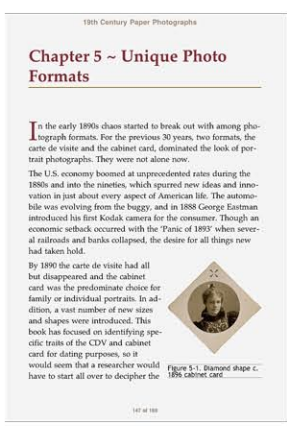 19th Century Paper Photographs
Chapter 5 ~ Unique Photo
Formats
In the early 1890s chaos started to break out with among pho-
tograph formats. For the previous 30 years, two formats, the
carte de visite and the cabinet card, dominated the look of por-
trait photographs. They were not alone now.
The U.S. economy boomed at unprecedented rates during the
1880s and into the nineties, which spurred new ideas and inno-
vation in just about every aspect of American life. The automo-
bile was evolving from the buggy, and in 1888 George Eastman
introduced his first Kodak camera for the consumer. Though an
economic setback occurred with the ‘Panic of 1893’ when sever-
al railroads and banks collapsed, the desire for all things new
had taken hold.
By 1890 the carte de visite had all
but disappeared and the cabinet
card was the predominate choice for
family or individual portraits. In ad-
dition, a vast number of new sizes
and shapes were introduced. This
book has focused on identifying spe-
cific traits of the CDV and cabinet
card for dating purposes, so it
would seem that a researcher would
have to start all over to decipher the
Figure 5-1. Diamond shape c.
1896 cabinet card
147 of 169